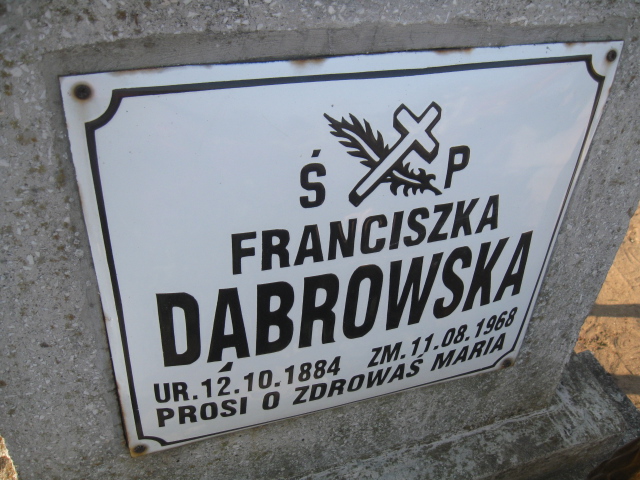 Ś P
FRANCISZKA
DĄBROWSKA
UR.12.10.1884 ZM.11.08.1968
PROSI O ZDROWAŚ MARIA